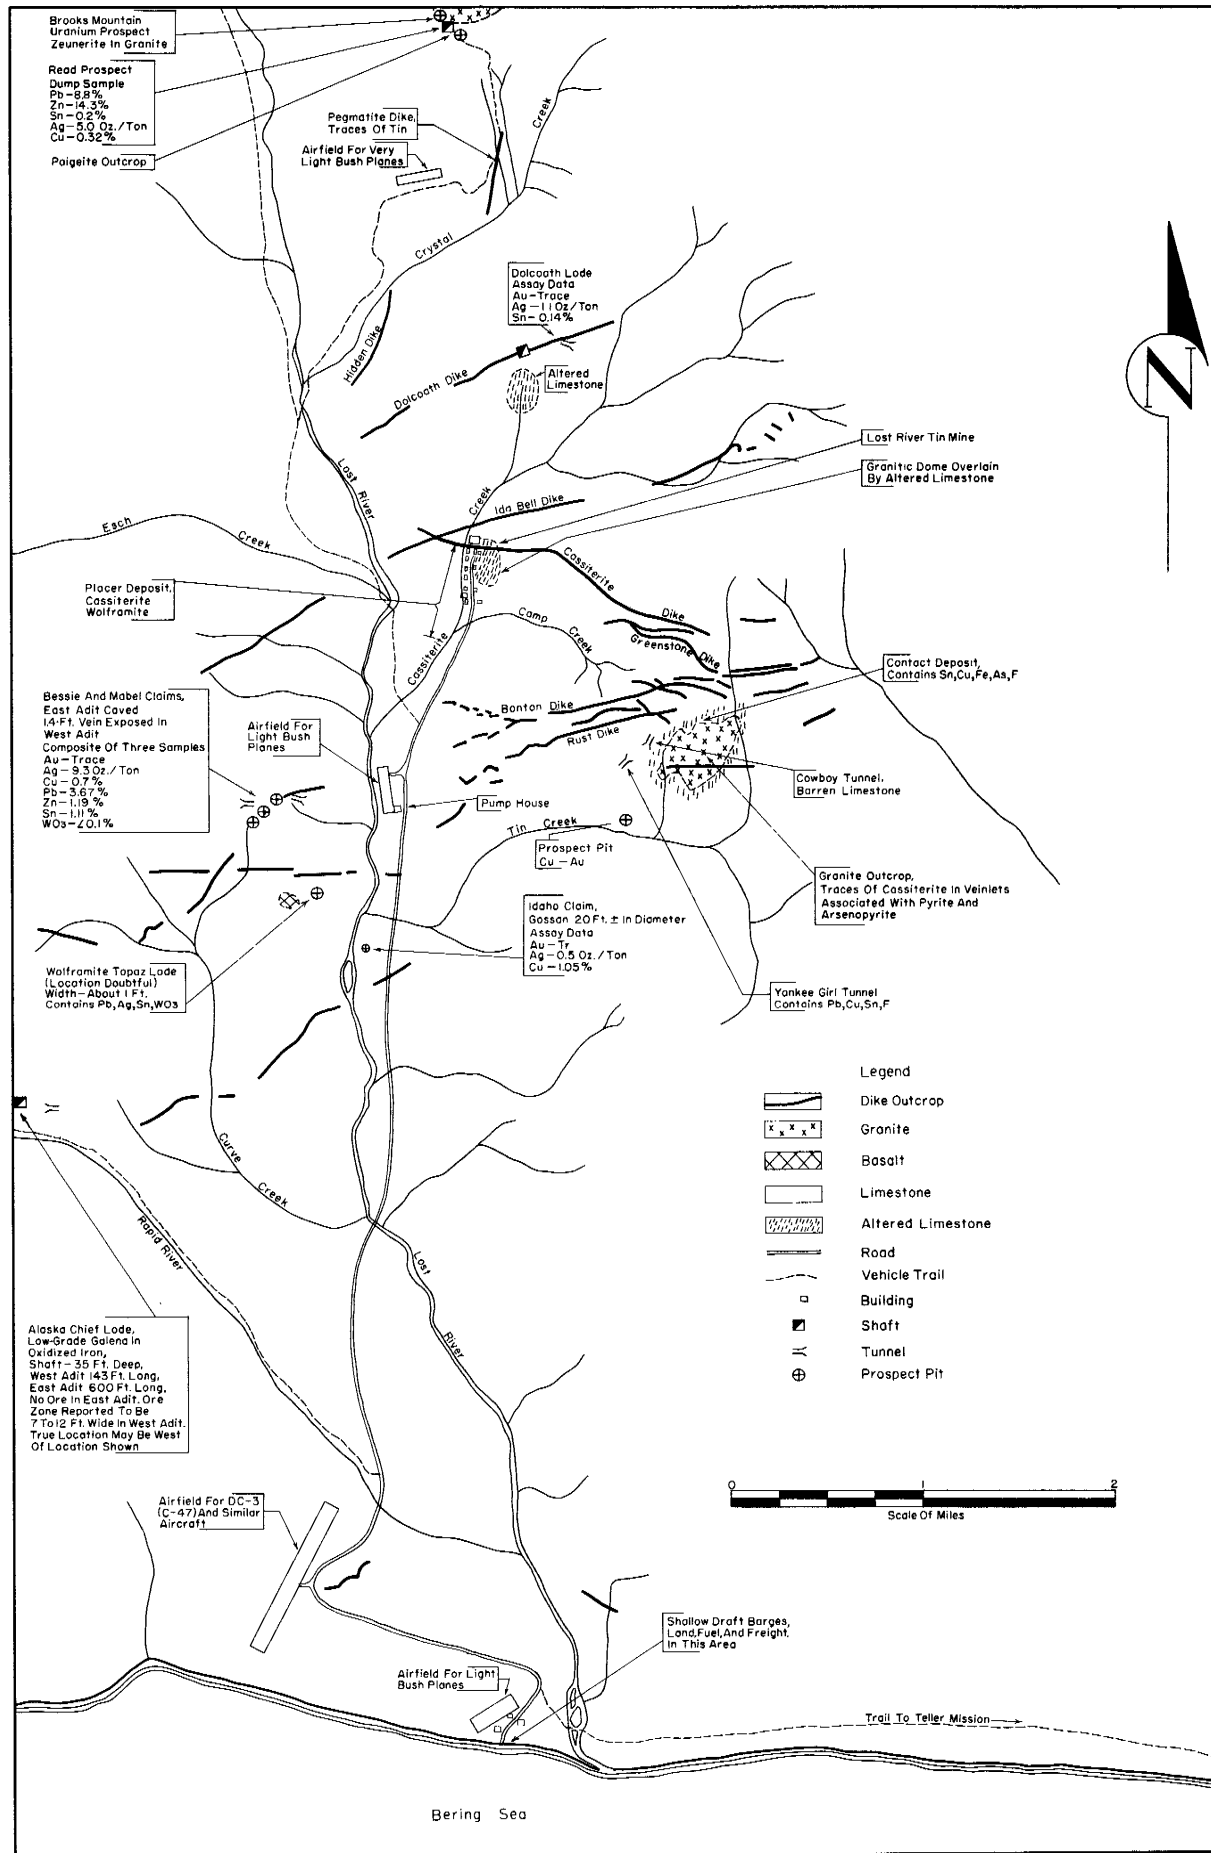 Brooks Mountain
Uranium Prospect
Zeunerite In Granite
Read Prospect
Dump Sample
Pb-8.8%
Zn-14.3%
Sn-0.2%
Ag-5.0 Oz./Ton
Cu-0.32%
Paigeite Outcrop
Pegmatite Dike,
Traces Of Tin
Airfield For Very
Light Bush Planes
Creek
Crystal
Dolcoath Lode
Assay Data
Au-Trace
Ag-1.1 Oz/Ton
Sn-0.14%
Hidden Dike
Dolcoath Dike
Altered
Limestone
N
Lost River Tin Mine
Granitic Dome Overlain
By Altered Limestone
Lost River
Creek
Ida Bell Dike
Esch
Creek
Cassiterite
Dike
Placer Deposit,
Cassiterite
Wolframite
Camp
Creek
Greenstone Dike
Cassiterite
Contact Deposit,
Contains Sn,Cu,Fe,As,F
Bessie And Mabel Claims,
East Adit Caved
1.4-Ft. Vein Exposed In
West Adit
Composite Of Three Samples
Au-Trace
Ag-9.3 Oz./Ton
Cu-0.7%
Pb-3.67%
Zn-1.19%
Sn-1.11%
WO3-∠0.1%
Airfield For
Light Bush
Planes
Bonton Dike
Rust Dike
Cowboy Tunnel,
Barren Limestone
Pump House
Tin Creek
Prospect Pit
Cu-Au
Granite Outcrop,
Traces Of Cassiterite In Veinlets
Associated With Pyrite And
Arsenopyrite
Idaho Claim,
Gossan 20 Ft. ± In Diameter
Assay Data
Au-Tr
Ag-0.5 Oz./Ton
Cu-1.05%
Wolframite Topaz Lode
(Location Doubtful)
Width-About 1 Ft.
Contains Pb,Ag,Sn,WO3
Yankee Girl Tunnel
Contains Pb,Cu,Sn,F
Legend
Dike Outcrop
Granite
Basalt
Limestone
Altered Limestone
Road
Vehicle Trail
Building
Shaft
Tunnel
Prospect Pit
Curve
Creek
Rapid River
Lost
River
Alaska Chief Lode,
Low-Grade Galena In
Oxidized Iron,
Shaft-35 Ft. Deep,
West Adit 143 Ft. Long,
East Adit 600 Ft. Long,
No Ore In East Adit. Ore
Zone Reported To Be
7 To 12 Ft. Wide In West Adit.
True Location May Be West
Of Location Shown
0 1 2
Scale Of Miles
Airfield For DC-3
(C-47) And Similar
Aircraft
Shallow Draft Barges,
Land,Fuel,And Freight.
In This Area
Airfield For Light
Bush Planes
Trail To Teller Mission
Bering Sea